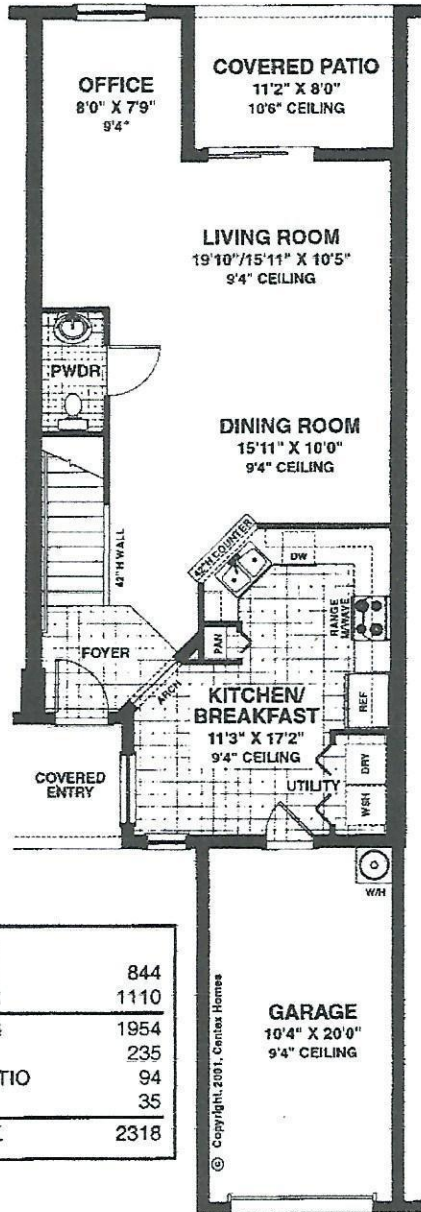 OFFICE
8'0" X 7'9"
9'4"
COVERED PATIO
11'2" X 8'0"
10'6" CEILING
LIVING ROOM
19'10"/15'11" X 10'5"
9'4" CEILING
PWDR
DINING ROOM
15'11" X 10'0"
9'4" CEILING
42"H WALL
42"H COUNTER
DW
RANGE
M/WAVE
PAN
FOYER
ARCH
REF
KITCHEN/
BREAKFAST
11'3" X 17'2"
9'4" CEILING
COVERED
ENTRY
UTILITY
DRY
WSH
W/H
844
1110
1954
235
TIO 94
35
2318
GARAGE
10'4" X 20'0"
9'4" CEILING
© Copyright, 2001, Centex Homes